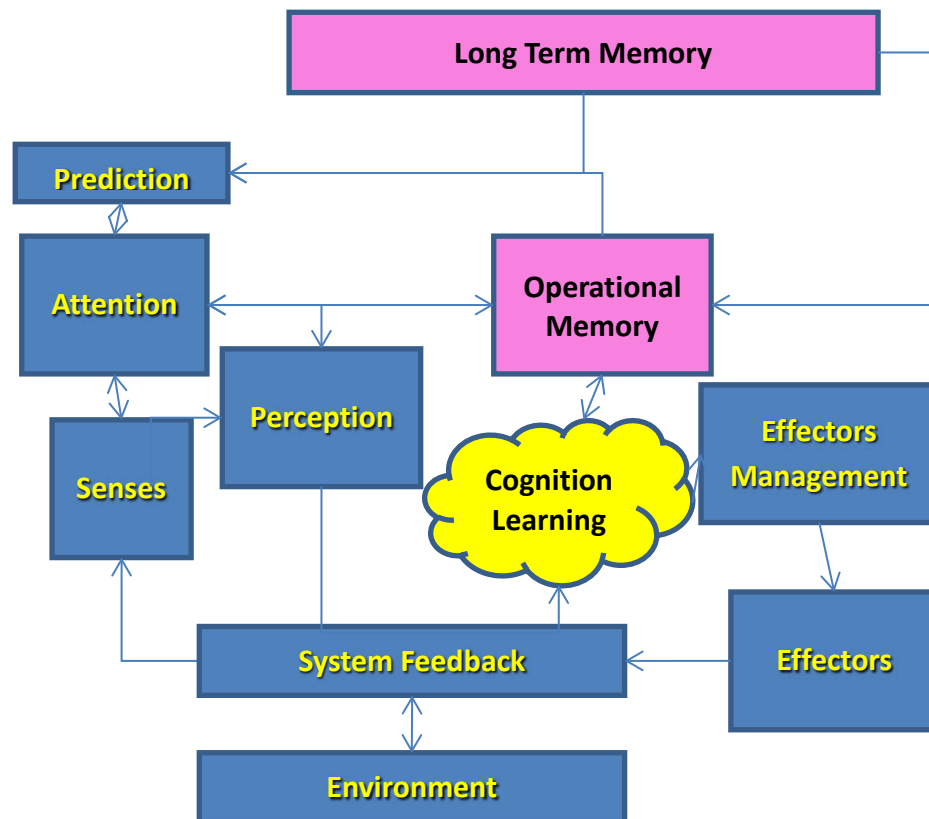 Long Term Memory
Prediction
Attention
Operational
Memory
Perception
Effectors
Management
Senses
Cognition
Learning
System Feedback
Effectors
Environment